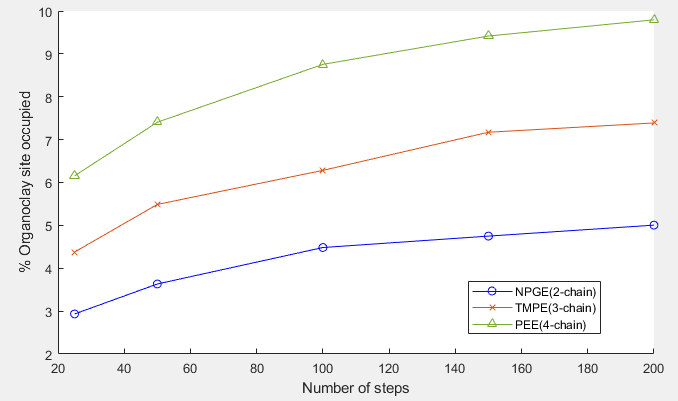 10
9
8
7
6
5
4
3
2
% Organoclay site occupied
NPGE(2-chain)
TMPE(3-chain)
PEE(4-chain)
20 40 60 80 100 120 140 160 180 200
Number of steps